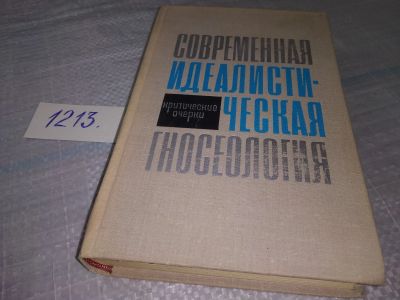 1213.
СОВРЕМЕННАЯ
ИДЕАЛИСТИ-
критические
очерки
ЧЕСКАЯ
ГНОСЕОЛОГИЯ